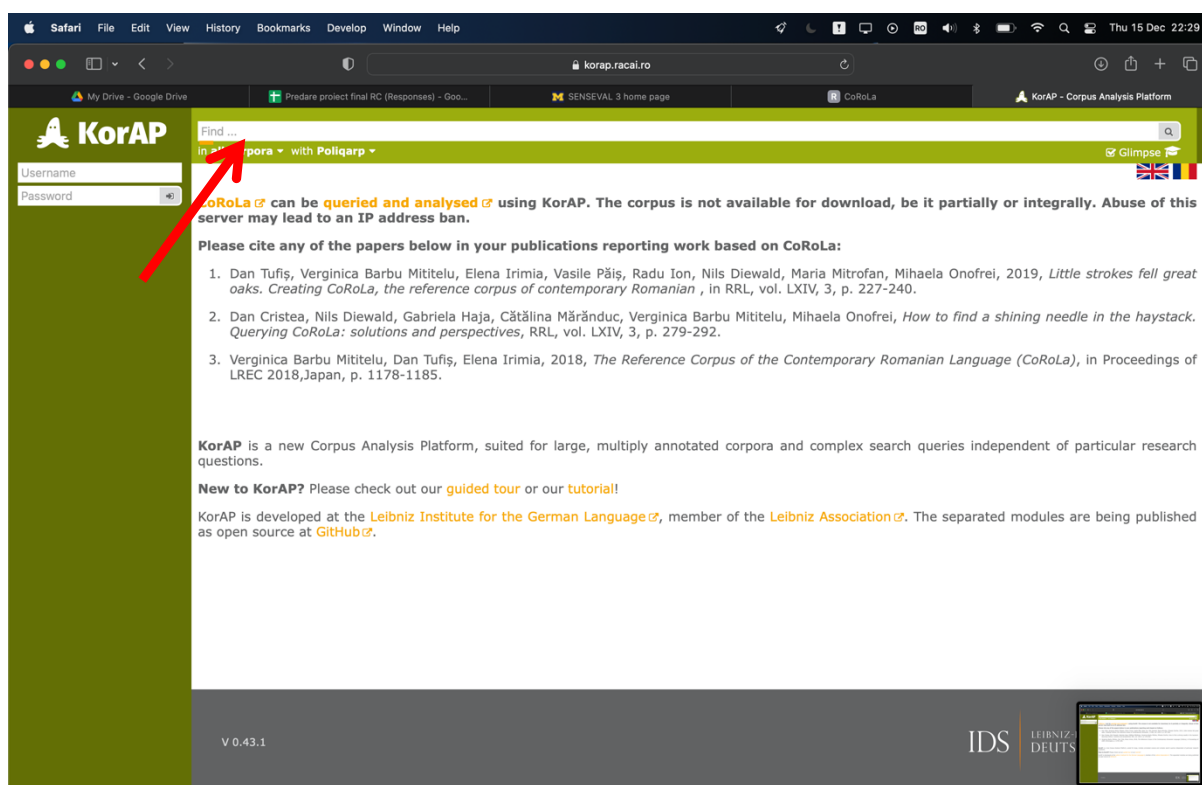 Safari File Edit View History Bookmarks Develop Window Help RO Thu 15 Dec 22:29
korap.racai.ro
My Drive – Google Drive Predare proiect final RC (Responses) – Goo... SENSEVAL 3 home page R CoRoLa KorAP – Corpus Analysis Platform
KorAP
Find ...
in with Poliqarp Glimpse
Username
Password
CoRoLa can be queried and analysed using KorAP. The corpus is not available for download, be it partially or integrally. Abuse of this
server may lead to an IP address ban.
Please cite any of the papers below in your publications reporting work based on CoRoLa:
1. Dan Tufiș, Verginica Barbu Mititelu, Elena Irimia, Vasile Păiș, Radu Ion, Nils Diewald, Maria Mitrofan, Mihaela Onofrei, 2019, Little strokes fell great
oaks. Creating CoRoLa, the reference corpus of contemporary Romanian , in RRL, vol. LXIV, 3, p. 227-240.
2. Dan Cristea, Nils Diewald, Gabriela Haja, Cătălina Mărănduc, Verginica Barbu Mititelu, Mihaela Onofrei, How to find a shining needle in the haystack.
Querying CoRoLa: solutions and perspectives, RRL, vol. LXIV, 3, p. 279-292.
3. Verginica Barbu Mititelu, Dan Tufiș, Elena Irimia, 2018, The Reference Corpus of the Contemporary Romanian Language (CoRoLa), in Proceedings of
LREC 2018,Japan, p. 1178-1185.
KorAP is a new Corpus Analysis Platform, suited for large, multiply annotated corpora and complex search queries independent of particular research
questions.
New to KorAP? Please check out our guided tour or our tutorial!
KorAP is developed at the Leibniz Institute for the German Language, member of the Leibniz Association. The separated modules are being published
as open source at GitHub.
V 0.43.1
IDS LEIBNIZ-
DEUTS